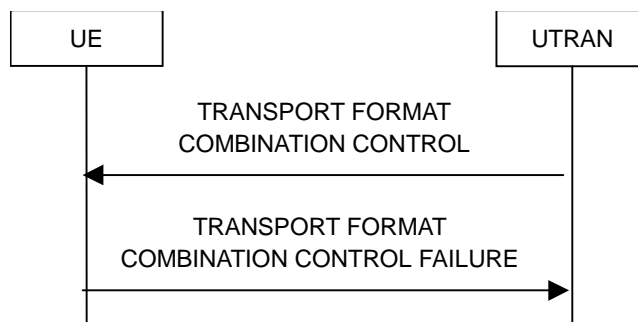 UE
UTRAN
TRANSPORT FORMAT
COMBINATION CONTROL
TRANSPORT FORMAT
COMBINATION CONTROL FAILURE